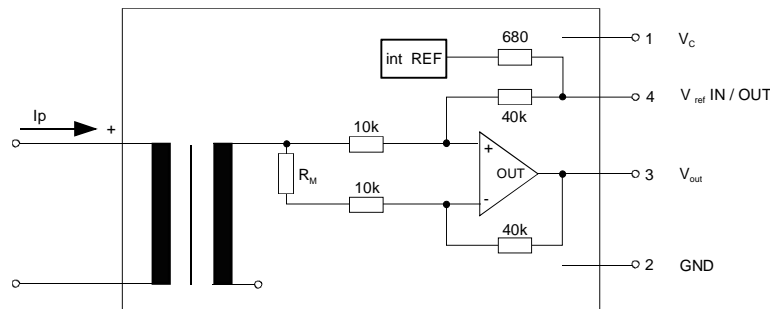 680
1 V_C
int REF
4 V_ref IN / OUT
Ip
+
40k
10k
+
R_M
OUT
3 V_out
10k
-
40k
2 GND